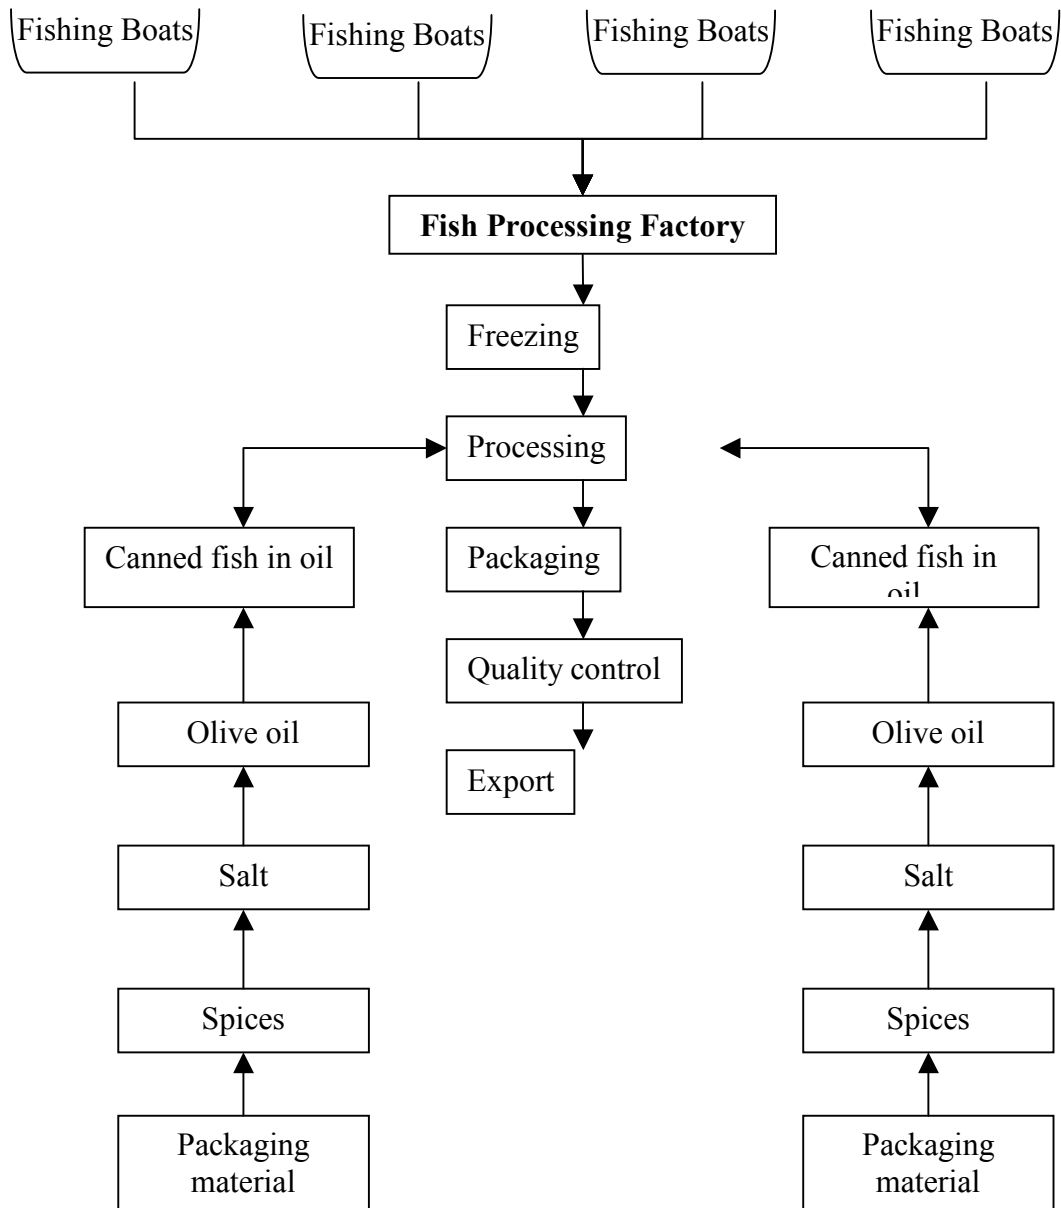 Fishing Boats
Fishing Boats
Fishing Boats
Fishing Boats
Fish Processing Factory
Freezing
Processing
Canned fish in oil
Packaging
Canned fish in
oil
Quality control
Olive oil
Olive oil
Export
Salt
Salt
Spices
Spices
Packaging
material
Packaging
material